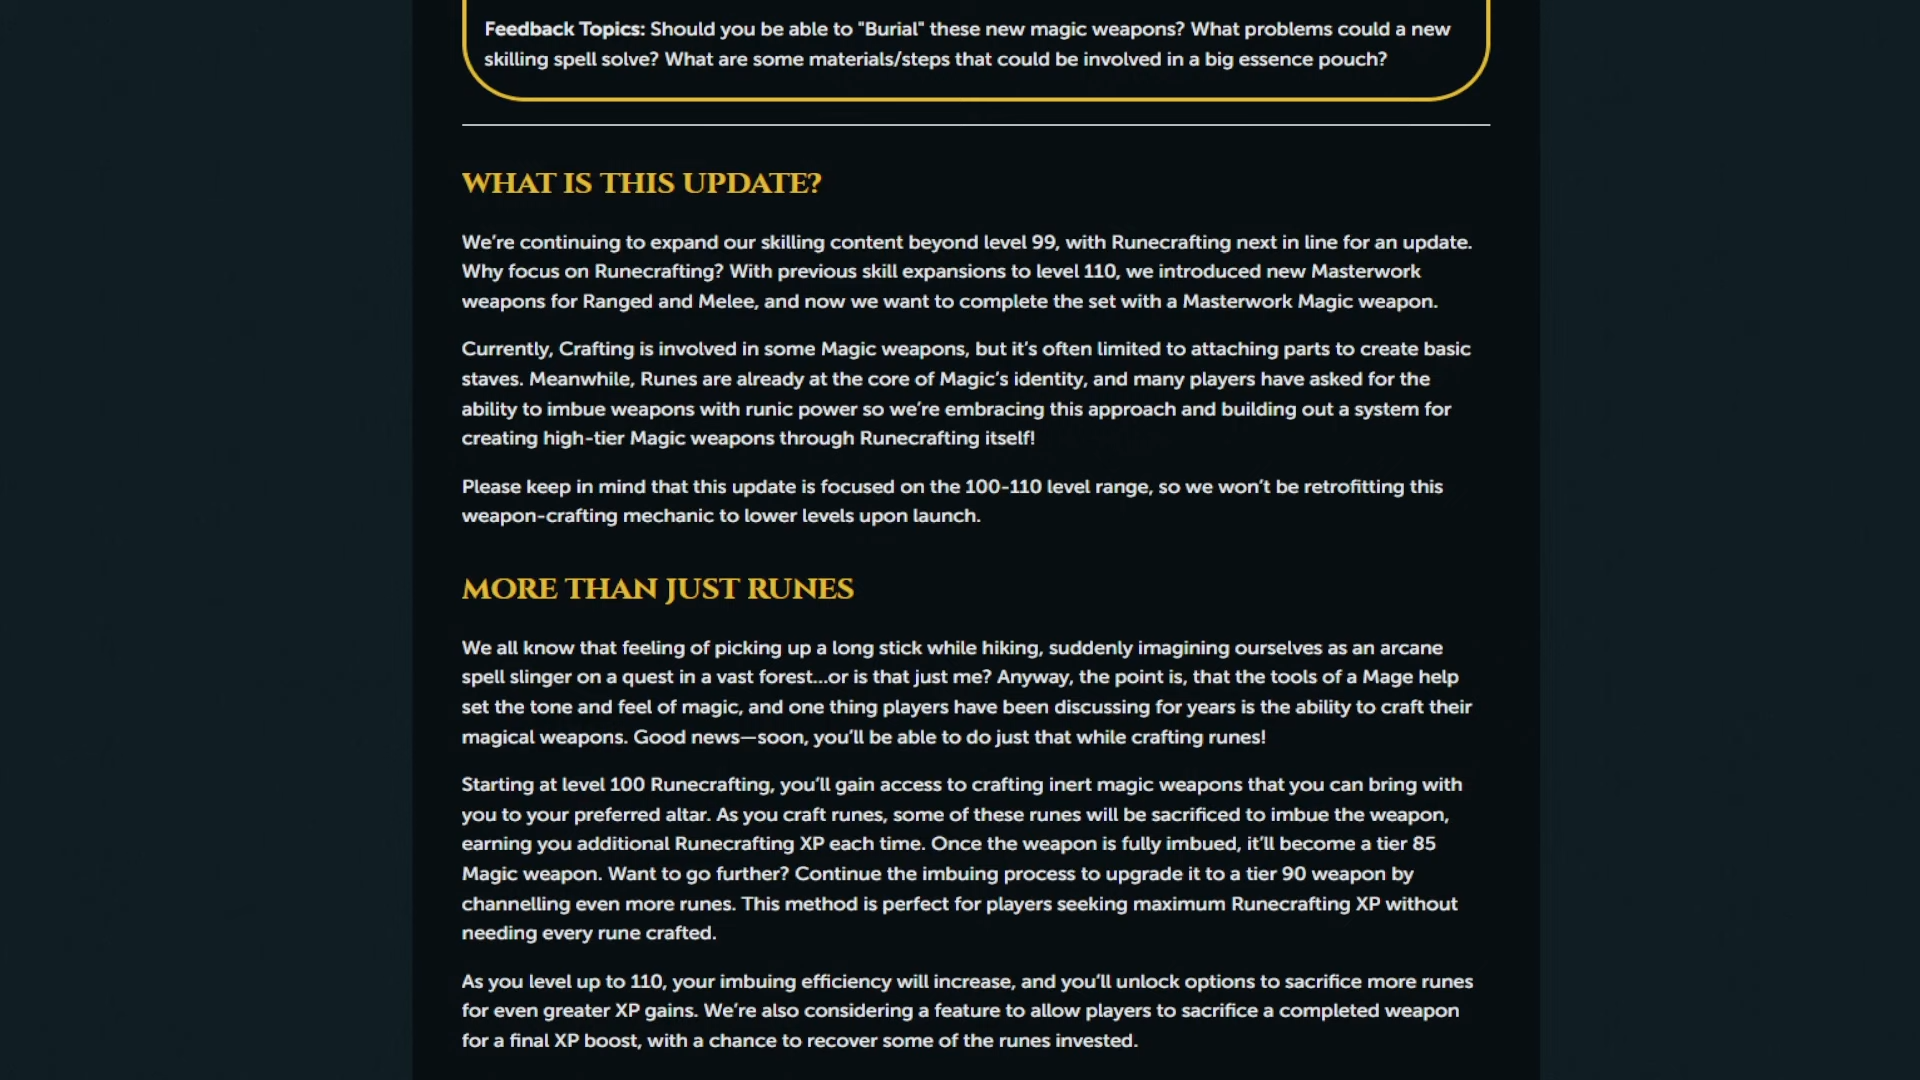 Feedback Topics: Should you be able to "Burial" these new magic weapons? What problems could a new
skilling spell solve? What are some materials/steps that could be involved in a big essence pouch?
WHAT IS THIS UPDATE?
We’re continuing to expand our skilling content beyond level 99, with Runecrafting next in line for an update.
Why focus on Runecrafting? With previous skill expansions to level 110, we introduced new Masterwork
weapons for Ranged and Melee, and now we want to complete the set with a Masterwork Magic weapon.
Currently, Crafting is involved in some Magic weapons, but it’s often limited to attaching parts to create basic
staves. Meanwhile, Runes are already at the core of Magic’s identity, and many players have asked for the
ability to imbue weapons with runic power so we’re embracing this approach and building out a system for
creating high-tier Magic weapons through Runecrafting itself!
Please keep in mind that this update is focused on the 100-110 level range, so we won’t be retrofitting this
weapon-crafting mechanic to lower levels upon launch.
MORE THAN JUST RUNES
We all know that feeling of picking up a long stick while hiking, suddenly imagining ourselves as an arcane
spell slinger on a quest in a vast forest...or is that just me? Anyway, the point is, that the tools of a Mage help
set the tone and feel of magic, and one thing players have been discussing for years is the ability to craft their
magical weapons. Good news—soon, you’ll be able to do just that while crafting runes!
Starting at level 100 Runecrafting, you’ll gain access to crafting inert magic weapons that you can bring with
you to your preferred altar. As you craft runes, some of these runes will be sacrificed to imbue the weapon,
earning you additional Runecrafting XP each time. Once the weapon is fully imbued, it’ll become a tier 85
Magic weapon. Want to go further? Continue the imbuing process to upgrade it to a tier 90 weapon by
channelling even more runes. This method is perfect for players seeking maximum Runecrafting XP without
needing every rune crafted.
As you level up to 110, your imbuing efficiency will increase, and you’ll unlock options to sacrifice more runes
for even greater XP gains. We’re also considering a feature to allow players to sacrifice a completed weapon
for a final XP boost, with a chance to recover some of the runes invested.